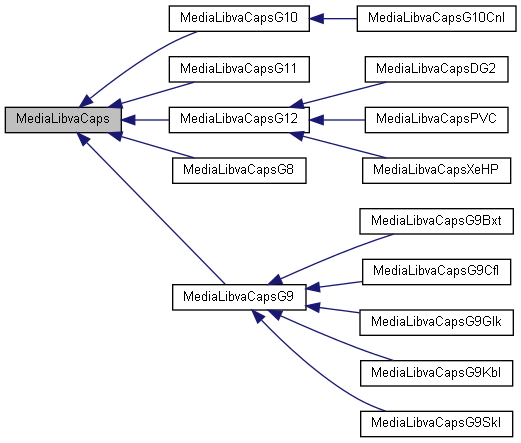 MediaLibvaCaps
MediaLibvaCapsG10
MediaLibvaCapsG10Cnl
MediaLibvaCapsG11
MediaLibvaCapsG12
MediaLibvaCapsDG2
MediaLibvaCapsPVC
MediaLibvaCapsXeHP
MediaLibvaCapsG8
MediaLibvaCapsG9
MediaLibvaCapsG9Bxt
MediaLibvaCapsG9Cfl
MediaLibvaCapsG9Glk
MediaLibvaCapsG9Kbl
MediaLibvaCapsG9Skl